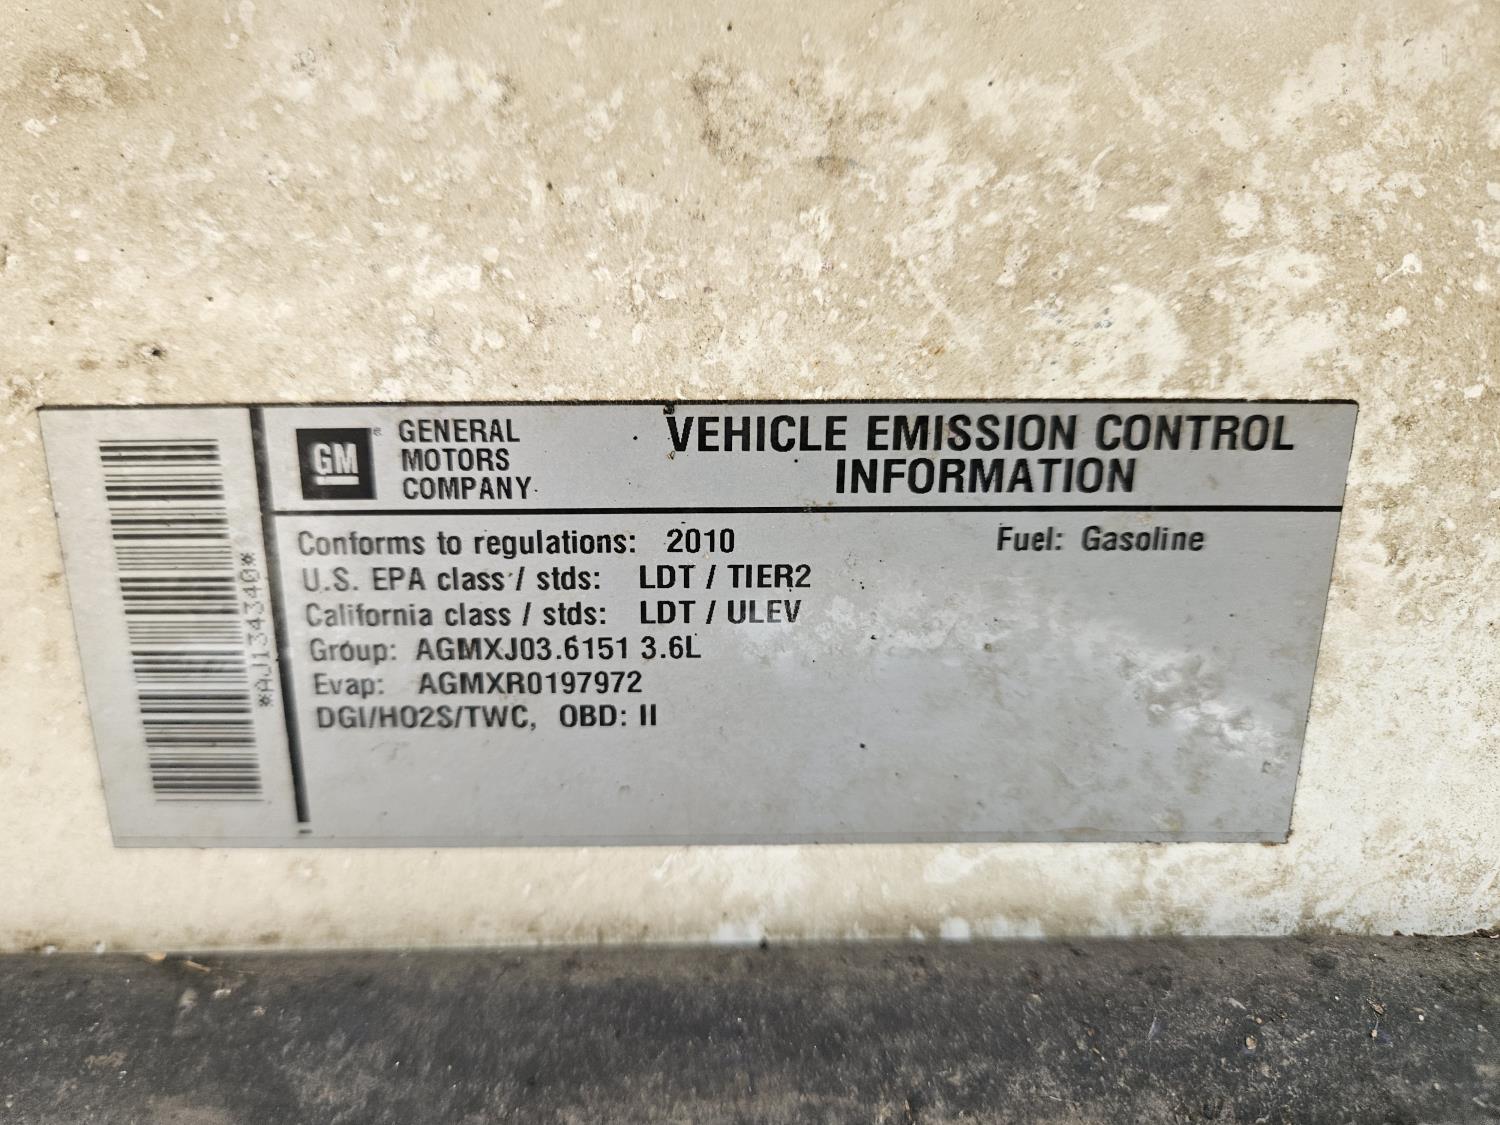 *AJ134340*
GM
GENERAL
MOTORS
COMPANY
VEHICLE EMISSION CONTROL
INFORMATION
Conforms to regulations: 2010
Fuel: Gasoline
U.S. EPA class / stds: LDT / TIER2
California class / stds: LDT / ULEV
Group: AGMXJ03.6151 3.6L
Evap: AGMXR0197972
DGI/HO2S/TWC, OBD: II